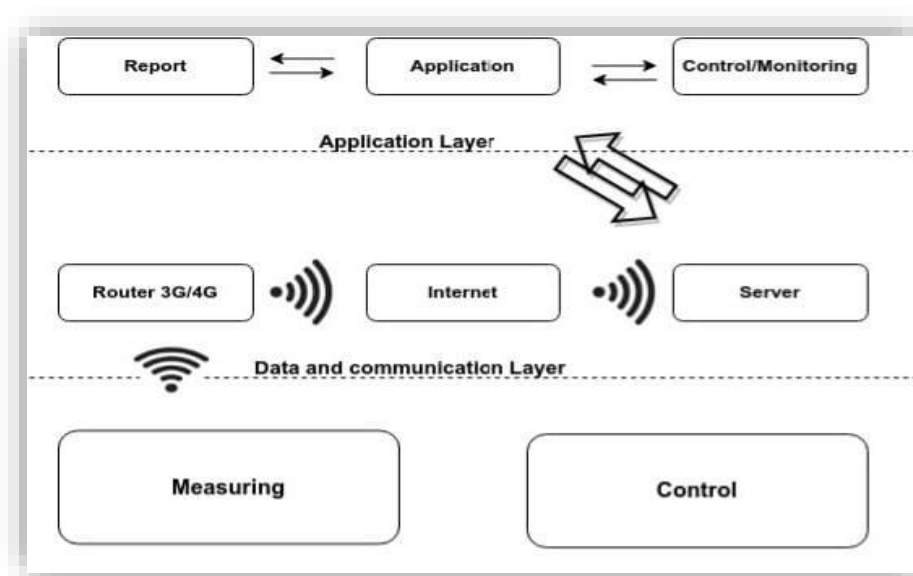 Report
Application
Control/Monitoring
Application Layer
Router 3G/4G
Internet
Server
Data and communication Layer
Measuring
Control